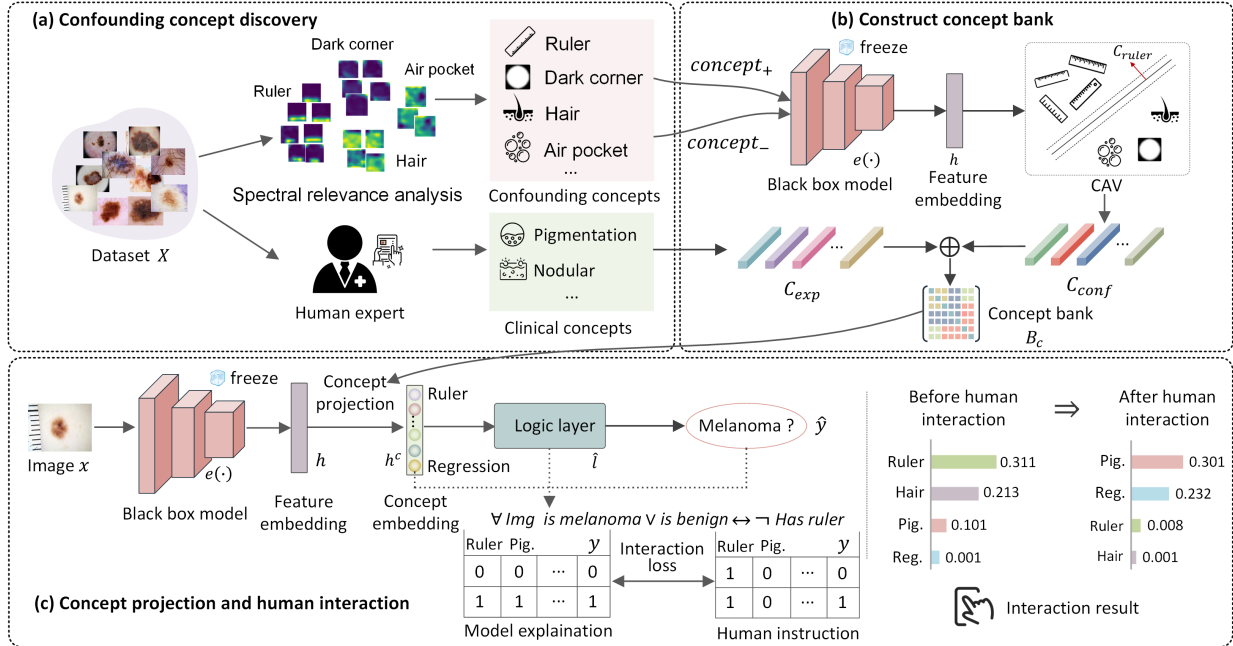 (a) Confounding concept discovery
Dark corner
Air pocket
Ruler
Hair
Spectral relevance analysis
Dataset X
Human expert
Ruler
Dark corner
Hair
Air pocket
...
Confounding concepts
Pigmentation
Nodular
...
Clinical concepts
(b) Construct concept bank
freeze
concept₊
concept₋
e(·)
Black box model
h
Feature
embedding
C_ruler
CAV
...
C_exp
...
C_conf
Concept bank
B_c
freeze
Image x
e(·)
Black box model
h
Feature
embedding
Concept
projection
Ruler
h^c
Regression
Concept
embedding
Logic layer
l̂
Melanoma ?
ŷ
∀ Img is melanoma ∨ is benign ↔ ¬ Has ruler
Ruler Pig. y
0 0 ... 0
1 1 ... 1
Model explaination
Interaction
loss
Ruler Pig. y
1 0 ... 0
1 0 ... 1
Human instruction
(c) Concept projection and human interaction
Before human
interaction
⇒
After human
interaction
Ruler 0.311
Hair 0.213
Pig. 0.101
Reg. 0.001
Pig. 0.301
Reg. 0.232
Ruler 0.008
Hair 0.001
Interaction result